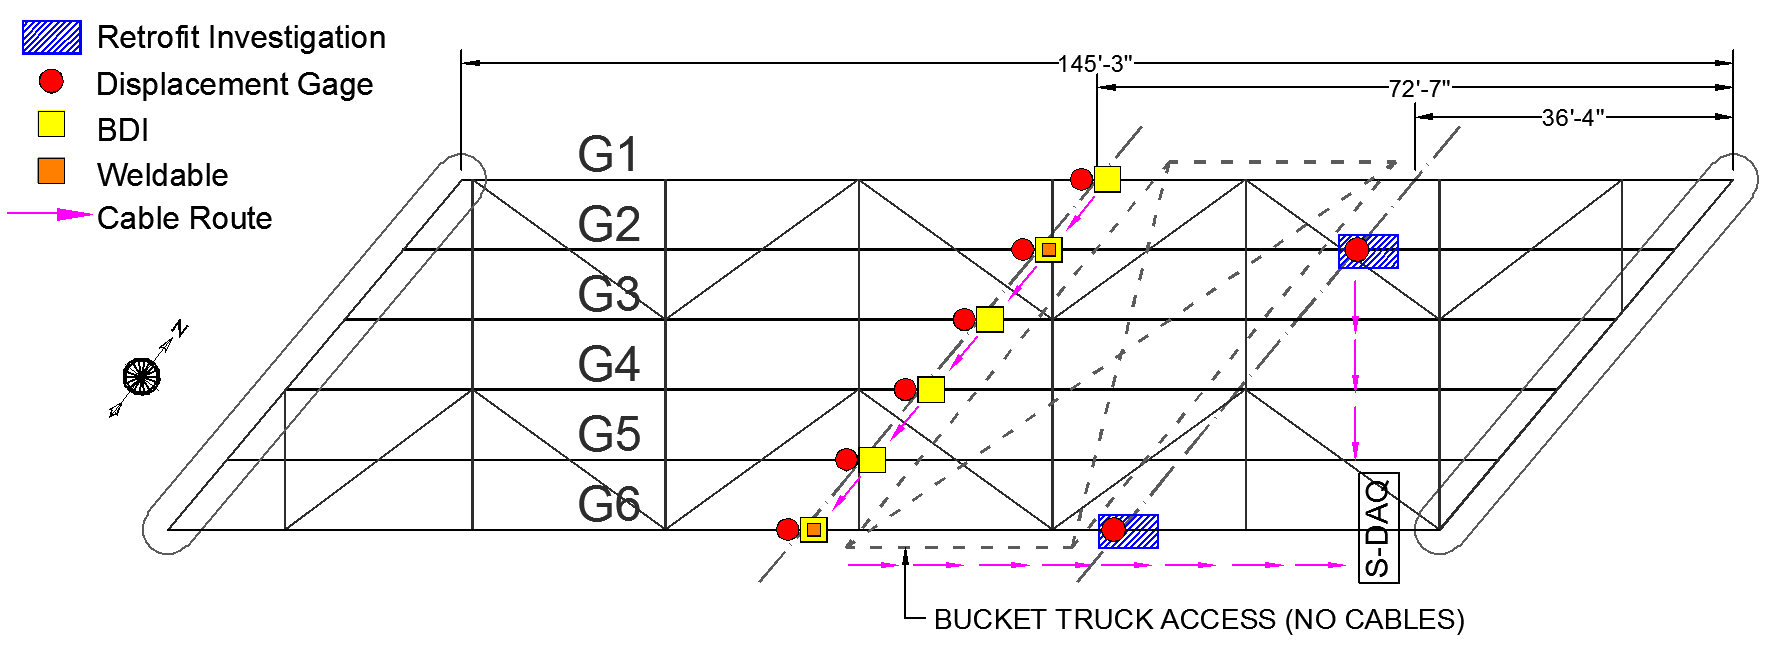 Retrofit Investigation
Displacement Gage
BDI
Weldable
Cable Route
145'-3"
72'-7"
36'-4"
G1
G2
G3
G4
G5
G6
N
S-DAQ
BUCKET TRUCK ACCESS (NO CABLES)